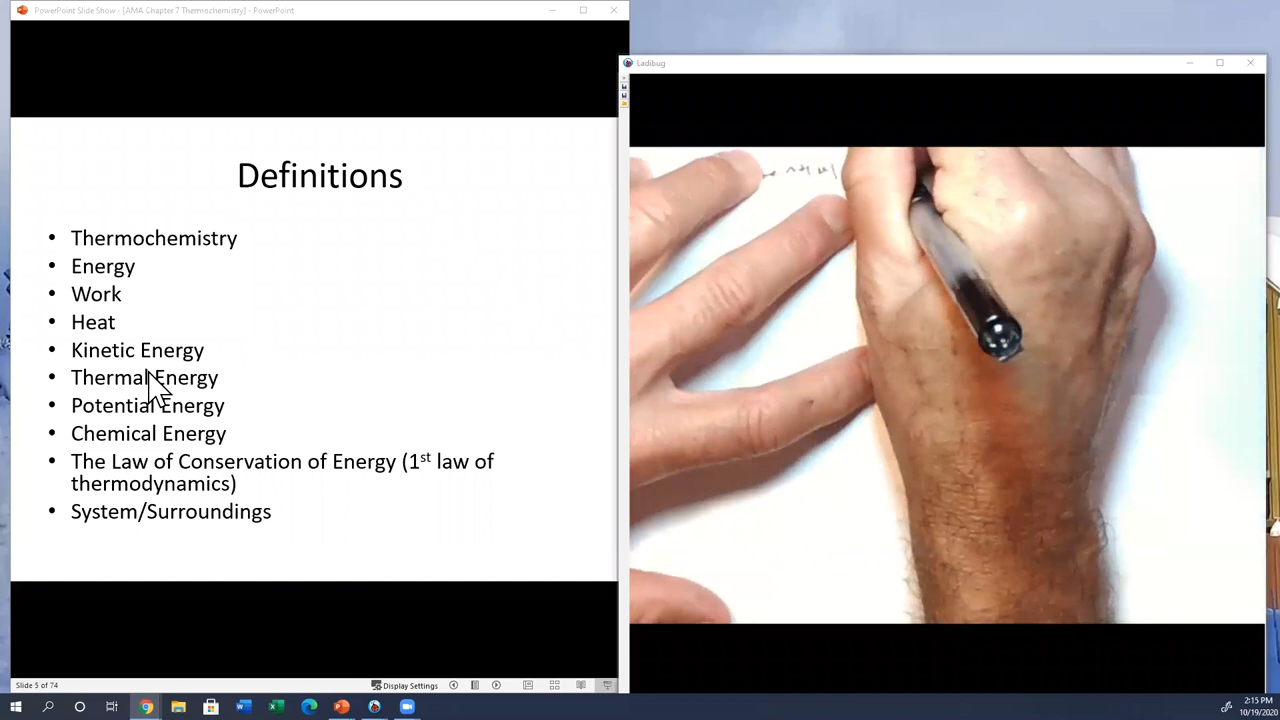 PowerPoint Slide Show - [AMA Chapter 7 Thermochemistry] - PowerPoint
Ladibug
Definitions
• Thermochemistry
• Energy
• Work
• Heat
• Kinetic Energy
• Thermal Energy
• Potential Energy
• Chemical Energy
• The Law of Conservation of Energy (1st law of
thermodynamics)
• System/Surroundings
Slide 5 of 74
Display Settings
2:15 PM
10/19/2020